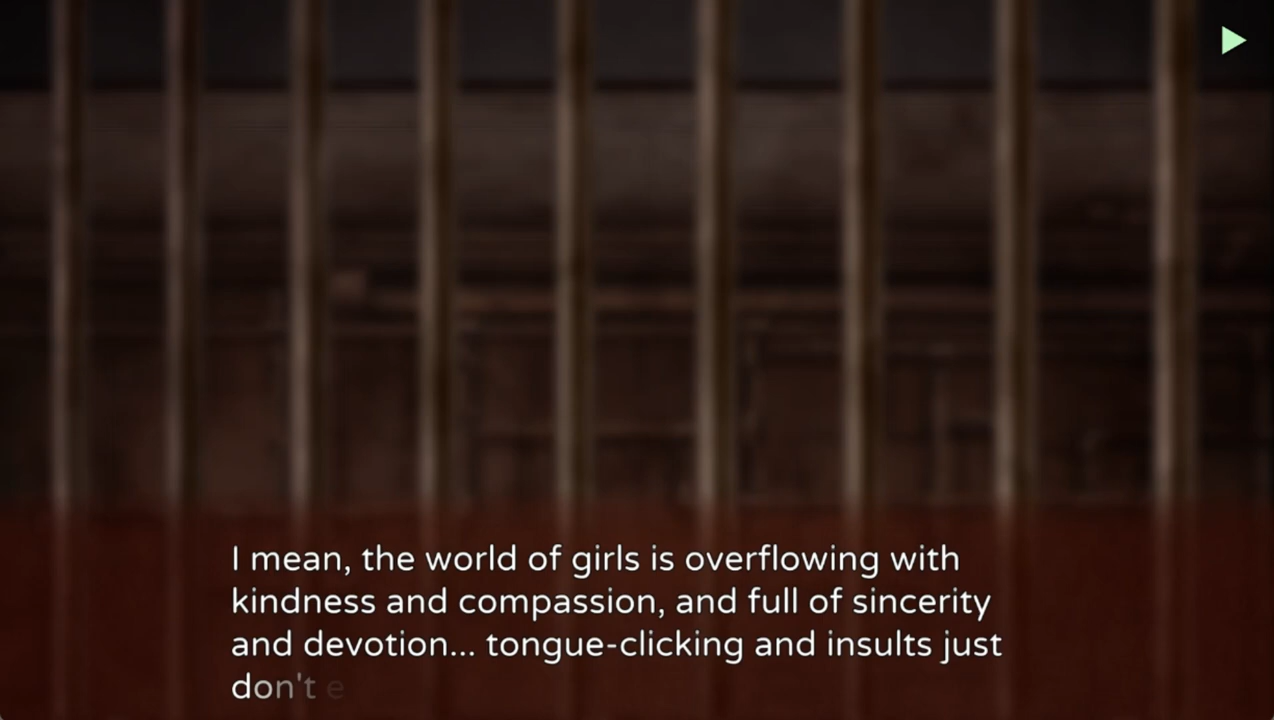 I mean, the world of girls is overflowing with
kindness and compassion, and full of sincerity
and devotion... tongue-clicking and insults just
don't e